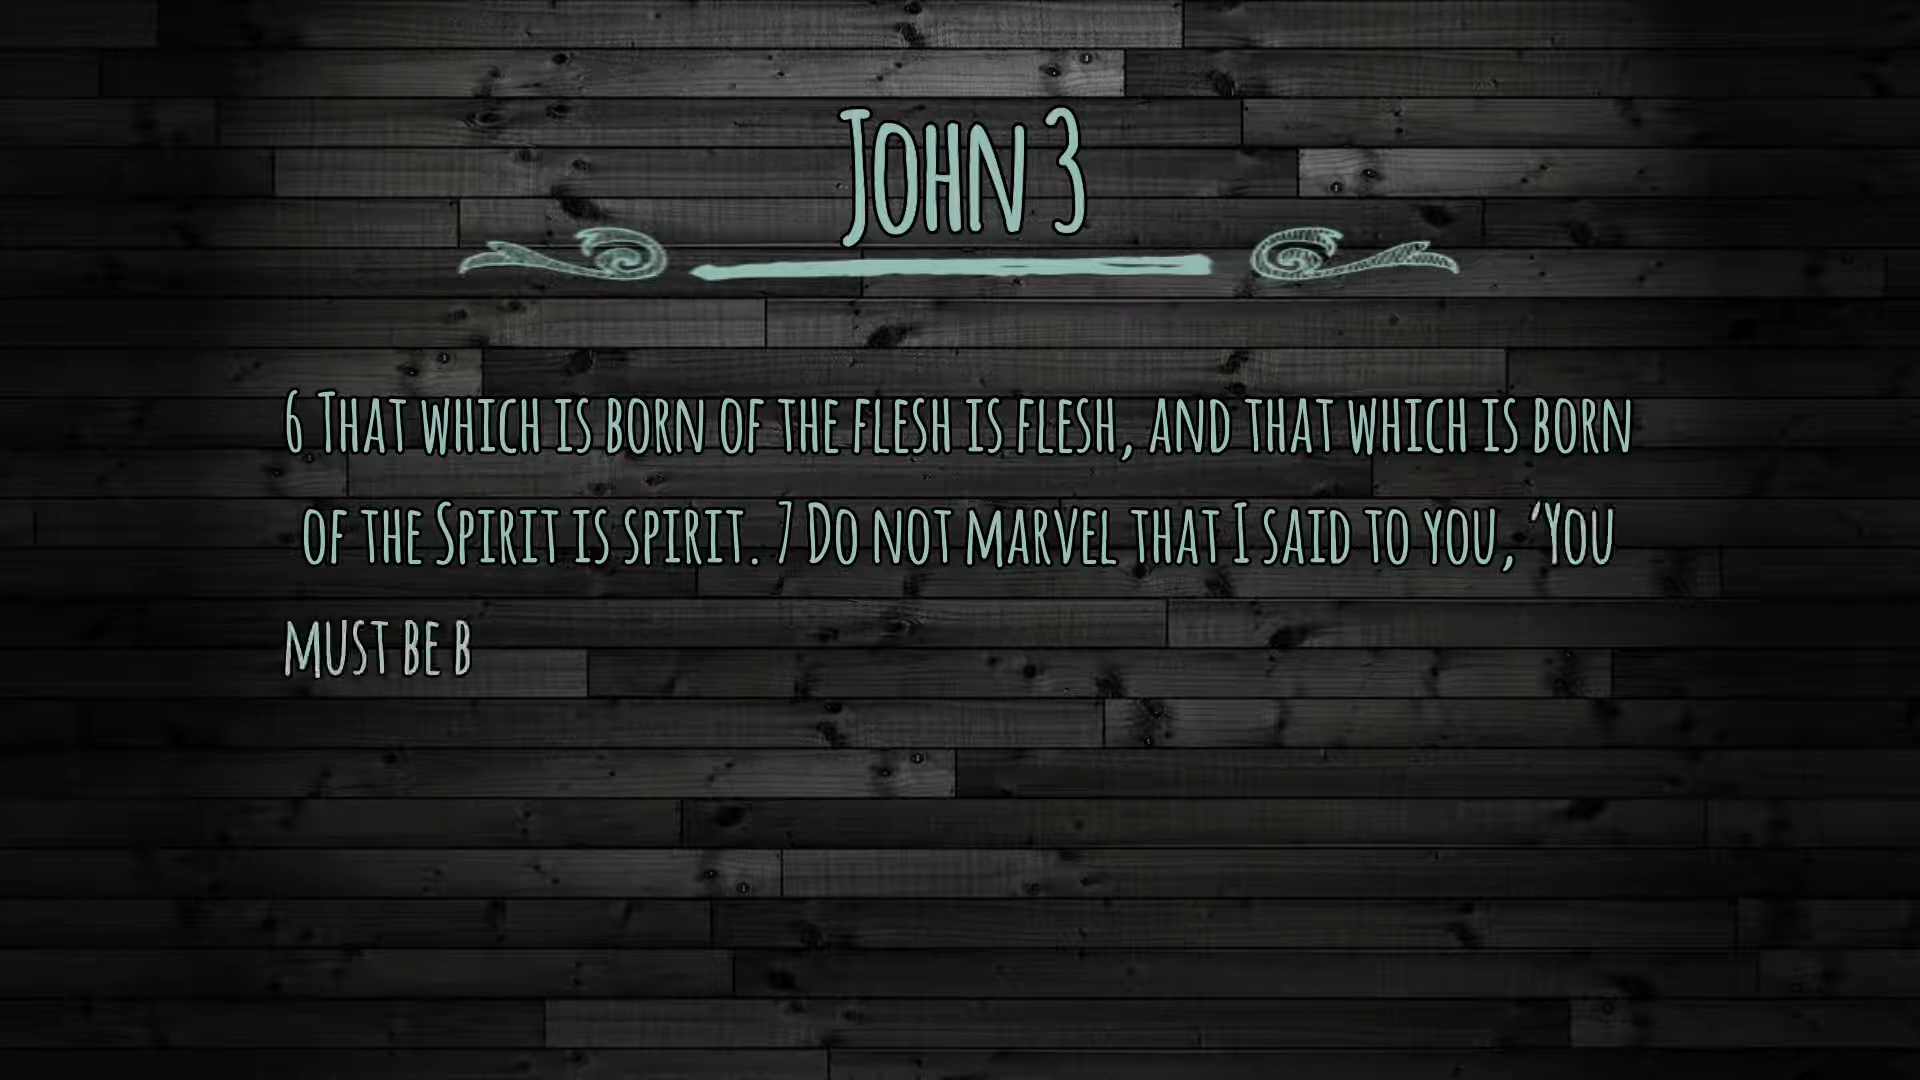 John 3
6 That which is born of the flesh is flesh, and that which is born
of the Spirit is spirit. 7 Do not marvel that I said to you, ‘You
must be b